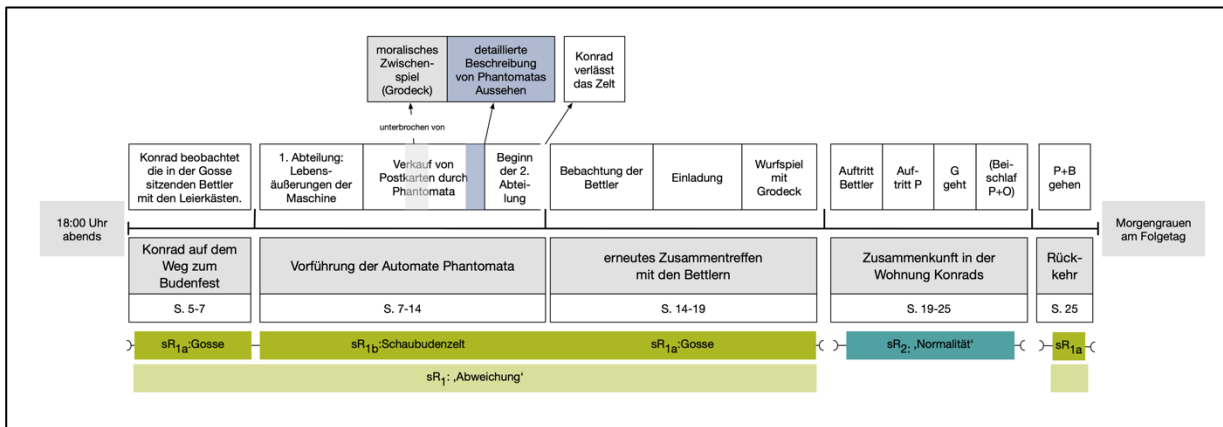 moralisches
Zwischen-
spiel
(Grodeck)
detaillierte
Beschreibung
von Phantomatas
Aussehen
Konrad
verlässt
das Zelt
unterbrochen von
Konrad beobachtet
die in der Gosse
sitzenden Bettler
mit den Leierkästen.
1. Abteilung:
Lebens-
äußerungen der
Maschine
Verkauf von
Postkarten durch
Phantomata
Beginn
der 2.
Abtei-
lung
Bebachtung der
Bettler
Einladung
Wurfspiel
mit
Grodeck
Auftritt
Bettler
Auf-
tritt P
G
geht
(Bei-
schlaf
P+O)
P+B
gehen
18:00 Uhr
abends
Morgengrauen
am Folgetag
Konrad auf dem
Weg zum
Budenfest
Vorführung der Automate Phantomata
erneutes Zusammentreffen
mit den Bettlern
Zusammenkunft in der
Wohnung Konrads
Rück-
kehr
S. 5-7
S. 7-14
S. 14-19
S. 19-25
S. 25
sR1a:Gosse
sR1b:Schaubudenzelt
sR1a:Gosse
sR2: ‚Normalität‘
sR1a
sR1: ‚Abweichung‘